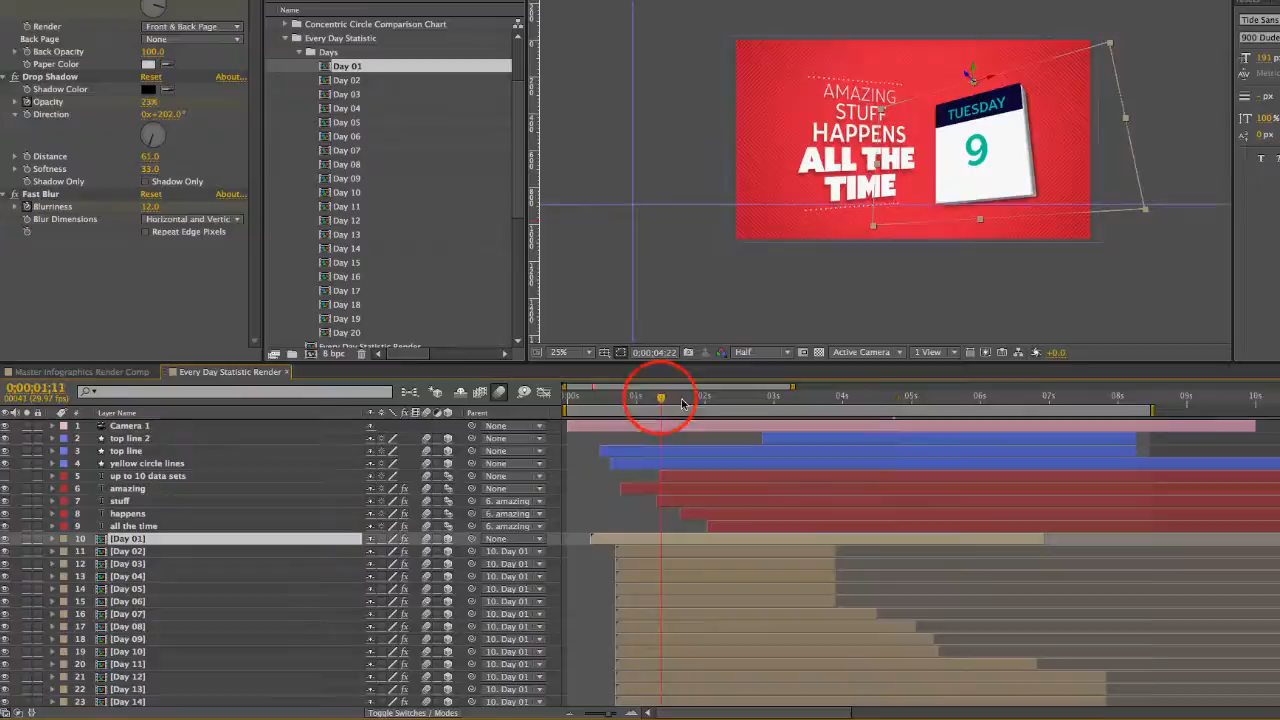 Render Front & Back Page
Back Page None
Back Opacity 100.0
Paper Color
Drop Shadow Reset About...
Shadow Color
Opacity 23%
Direction 0x+202.0°
Distance 61.0
Softness 33.0
Shadow Only Shadow Only
Fast Blur Reset About...
Blurriness 12.0
Blur Dimensions Horizontal and Vertic
Repeat Edge Pixels
Name
Concentric Circle Comparison Chart
Every Day Statistic
Days
Day 01
Day 02
Day 03
Day 04
Day 05
Day 06
Day 07
Day 08
Day 09
Day 10
Day 11
Day 12
Day 13
Day 14
Day 15
Day 16
Day 17
Day 18
Day 19
Day 20
Every Day Statistic Render
8 bpc
AMAZING
STUFF
HAPPENS
ALL THE
TIME
TUESDAY
9
25% 0;00;04;22 Half Active Camera 1 View +0.0
Tide Sans
900 Dude
191 px
Metrics
- px
100%
0 px
Master Infographics Render Comp Every Day Statistic Render
0;00;01;11
00041 (29.97 fps)
Layer Name Parent
:00s 01s 02s 03s 04s 05s 06s 07s 08s 09s 10s
1 Camera 1 None
2 top line 2 None
3 top line None
4 yellow circle lines None
5 up to 10 data sets None
6 amazing None
7 stuff 6. amazing
8 happens 6. amazing
9 all the time 6. amazing
10 [Day 01] None
11 [Day 02] 10. Day 01
12 [Day 03] 10. Day 01
13 [Day 04] 10. Day 01
14 [Day 05] 10. Day 01
15 [Day 06] 10. Day 01
16 [Day 07] 10. Day 01
17 [Day 08] 10. Day 01
18 [Day 09] 10. Day 01
19 [Day 10] 10. Day 01
20 [Day 11] 10. Day 01
21 [Day 12] 10. Day 01
22 [Day 13] 10. Day 01
23 [Day 14] 10. Day 01
Toggle Switches / Modes